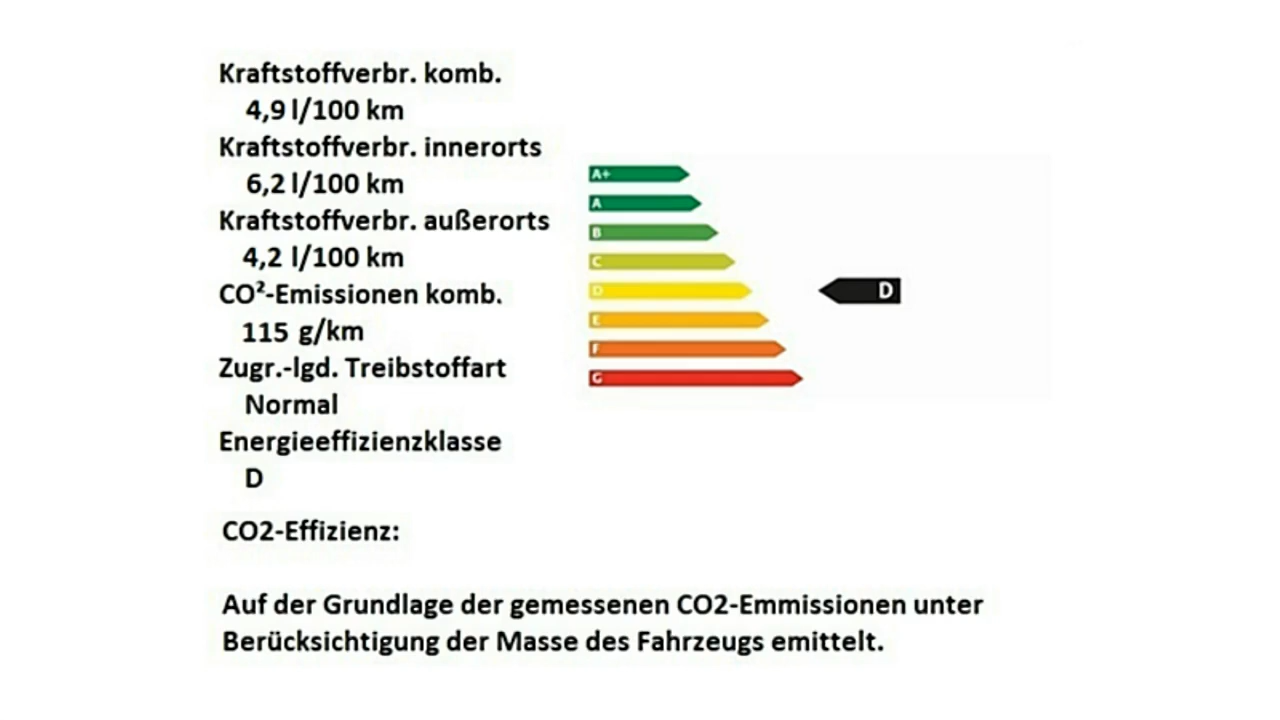 Kraftstoffverbr. komb.
4,9 l/100 km
Kraftstoffverbr. innerorts
6,2 l/100 km
Kraftstoffverbr. außerorts
4,2 l/100 km
CO²-Emissionen komb.
115 g/km
Zugr.-lgd. Treibstoffart
Normal
Energieeffizienzklasse
D
A+
A
B
C
D
D
E
F
G
CO2-Effizienz:
Auf der Grundlage der gemessenen CO2-Emmissionen unter
Berücksichtigung der Masse des Fahrzeugs emittelt.